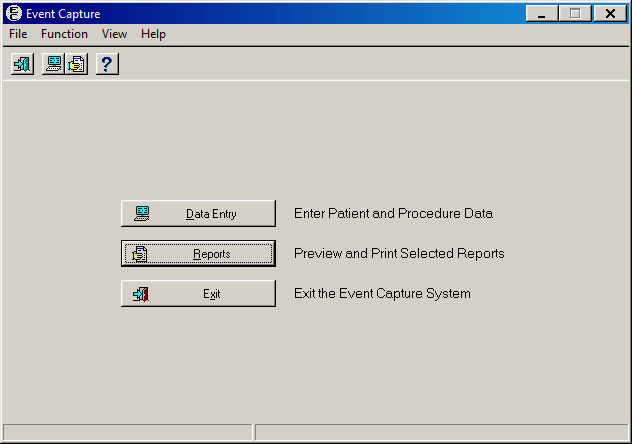 Event Capture
File Function View Help
?
Data Entry Enter Patient and Procedure Data
Reports Preview and Print Selected Reports
Exit Exit the Event Capture System